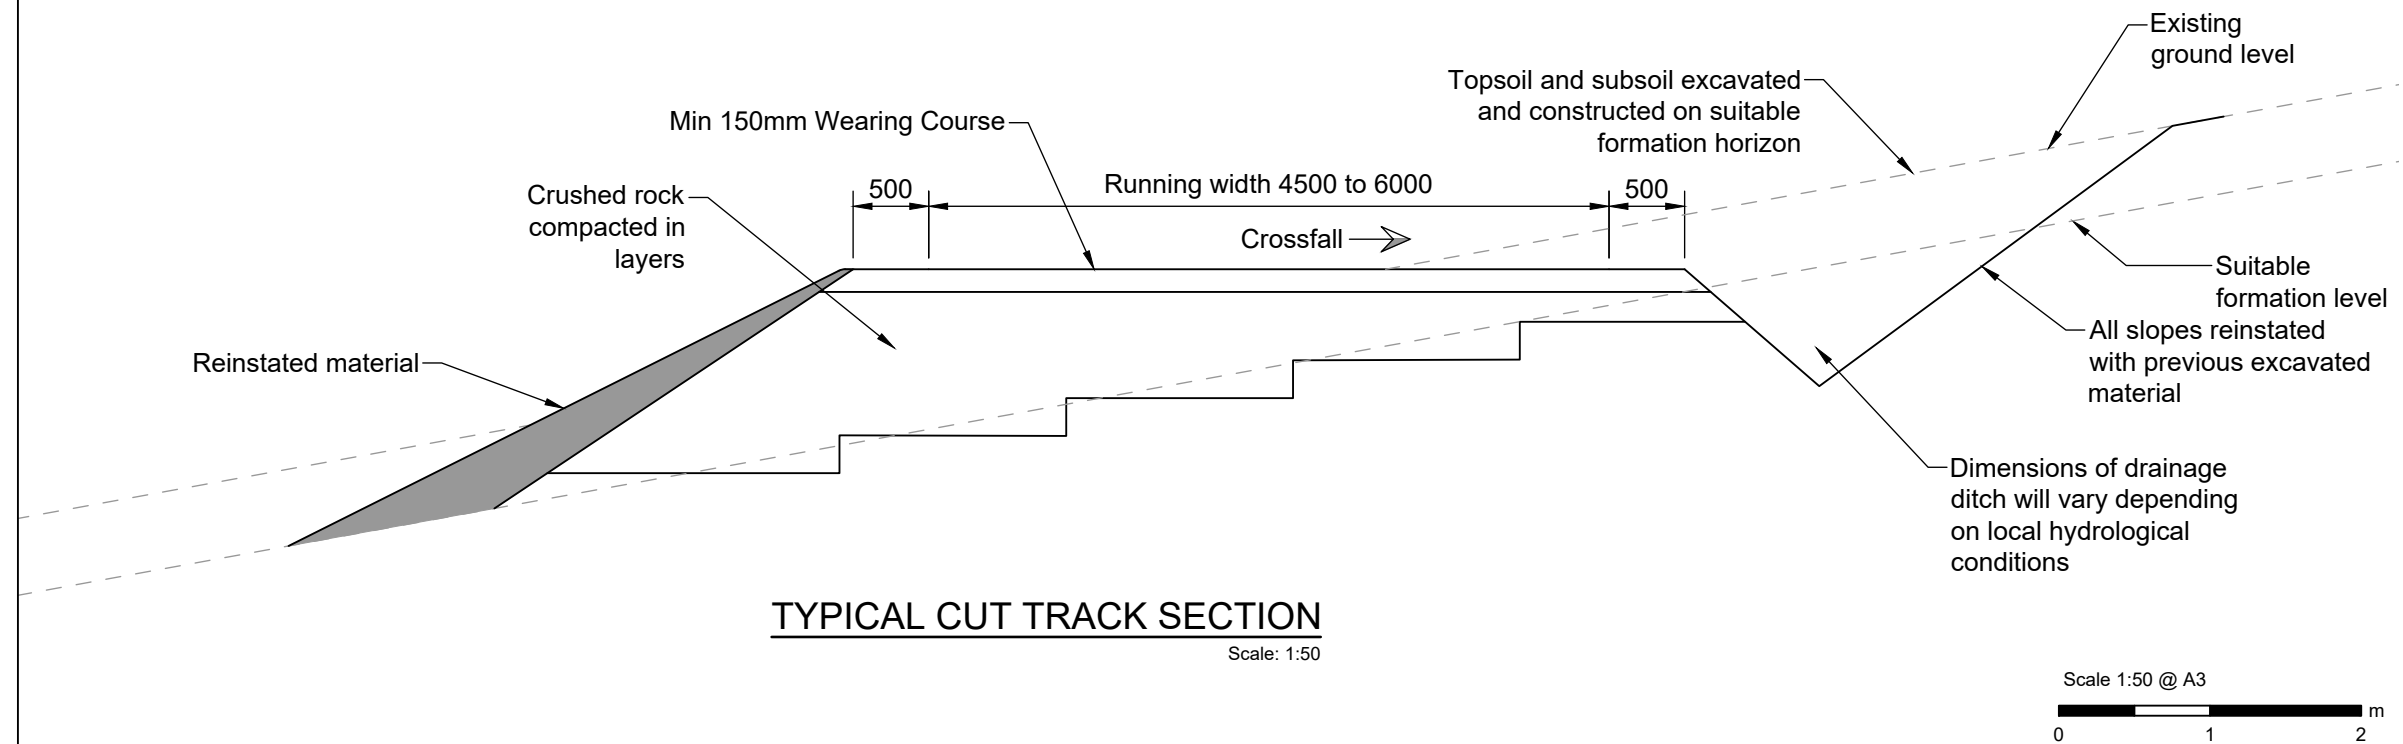 Existing
ground level
Topsoil and subsoil excavated
and constructed on suitable
formation horizon
Min 150mm Wearing Course
Crushed rock
compacted in
layers
500
Running width 4500 to 6000
500
Crossfall
Suitable
formation level
All slopes reinstated
with previous excavated
material
Reinstated material
Dimensions of drainage
ditch will vary depending
on local hydrological
conditions
TYPICAL CUT TRACK SECTION
Scale: 1:50
Scale 1:50 @ A3
m
0 1 2